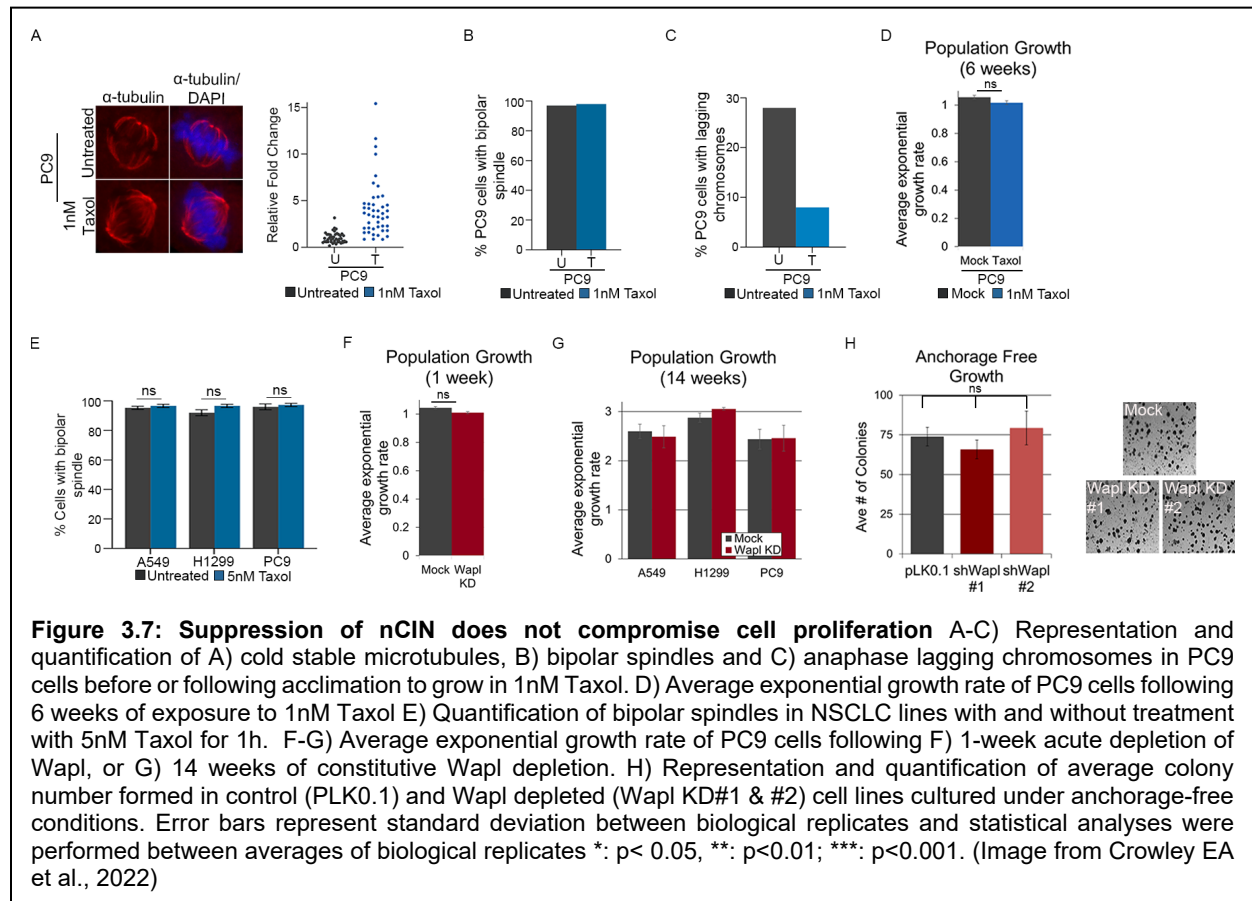 A
α-tubulin
α-tubulin/
DAPI
PC9
Untreated
1nM
Taxol
Relative Fold Change
15
10
5
0
U
T
PC9
Untreated
1nM Taxol
B
% PC9 cells with bipolar
spindle
100
80
60
40
20
0
U
T
PC9
Untreated
1nM Taxol
C
% PC9 cells with lagging
chromosomes
30
20
10
0
U
T
PC9
Untreated
1nM Taxol
D
Population Growth
(6 weeks)
ns
Average exponential
growth rate
1
0.8
0.6
0.4
0.2
0
Mock Taxol
PC9
Mock
1nM Taxol
E
% Cells with bipolar
spindle
100
80
60
40
20
0
ns
ns
ns
A549
H1299
PC9
Untreated
5nM Taxol
F
Population Growth
(1 week)
ns
Average exponential
growth rate
1
0.8
0.6
0.4
0.2
0
Mock Wapl
KD
G
Population Growth
(14 weeks)
Average exponential
growth rate
3
2
1
0
Mock
Wapl KD
A549
H1299
PC9
H
Anchorage Free
Growth
ns
Ave # of Colonies
100
75
50
25
0
pLK0.1 shWapl shWapl
#1 #2
Mock
Wapl KD
#1
Wapl KD
#2
Figure 3.7: Suppression of nCIN does not compromise cell proliferation A-C) Representation and
quantification of A) cold stable microtubules, B) bipolar spindles and C) anaphase lagging chromosomes in PC9
cells before or following acclimation to grow in 1nM Taxol. D) Average exponential growth rate of PC9 cells following
6 weeks of exposure to 1nM Taxol E) Quantification of bipolar spindles in NSCLC lines with and without treatment
with 5nM Taxol for 1h. F-G) Average exponential growth rate of PC9 cells following F) 1-week acute depletion of
Wapl, or G) 14 weeks of constitutive Wapl depletion. H) Representation and quantification of average colony
number formed in control (PLK0.1) and Wapl depleted (Wapl KD#1 & #2) cell lines cultured under anchorage-free
conditions. Error bars represent standard deviation between biological replicates and statistical analyses were
performed between averages of biological replicates *: p< 0.05, **: p<0.01; ***: p<0.001. (Image from Crowley EA
et al., 2022)